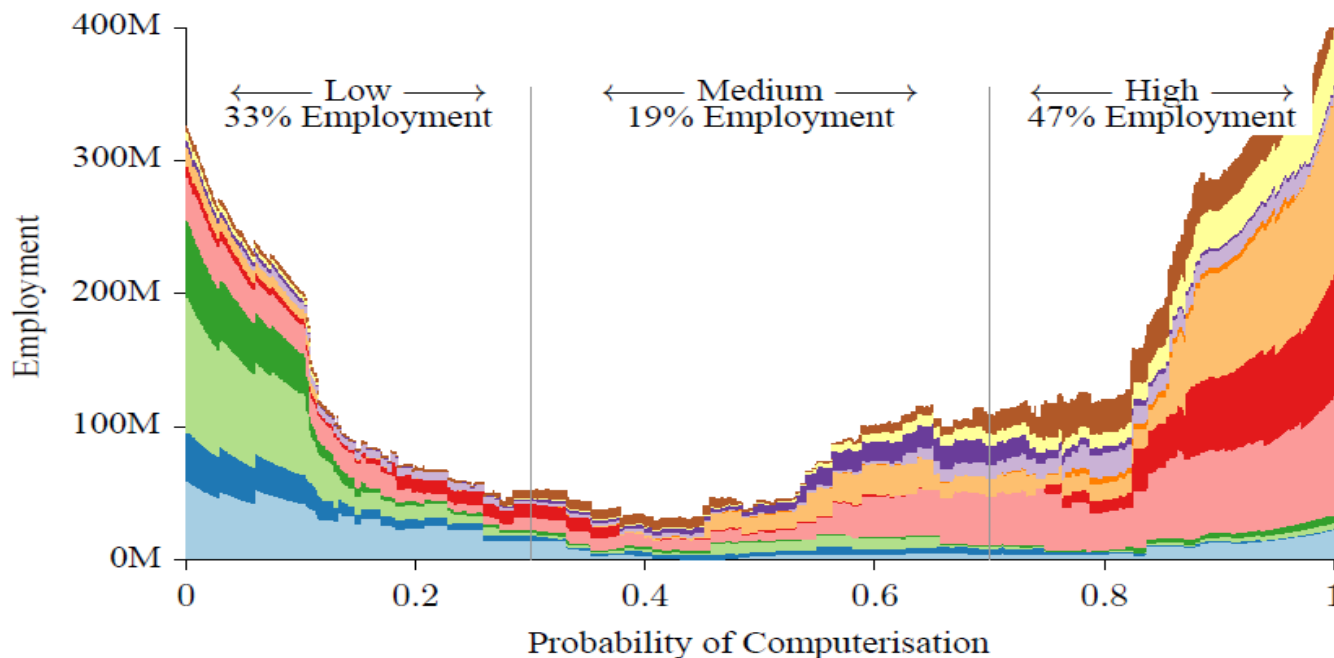 400M
Low
Medium
High
33% Employment
19% Employment
47% Employment
300M
200M
100M
0M
Employment
0
0.2
0.4
0.6
0.8
1
Probability of Computerisation